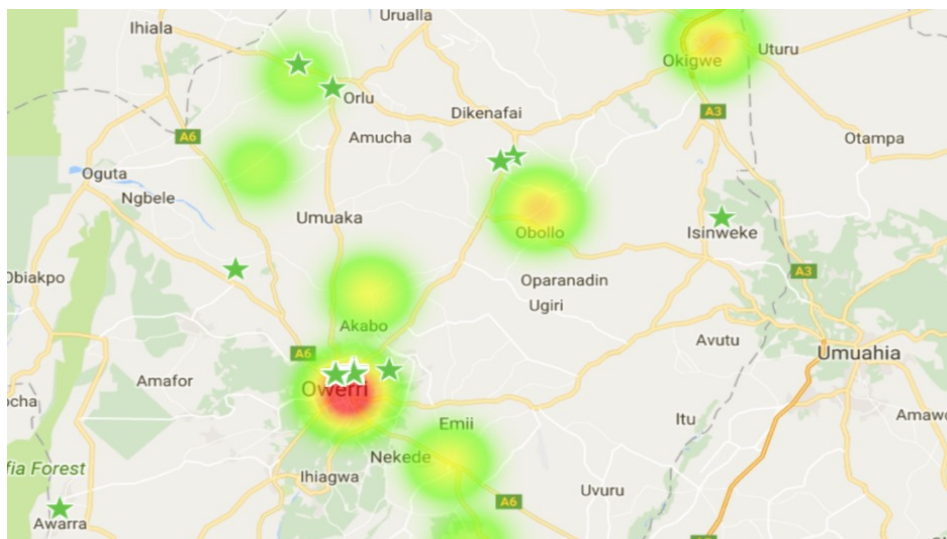 Urualla
Ihiala
Uturu
Okigwe
Orlu
Dikenafai
A3
A6
Amucha
Otampa
Oguta
Ngbele
Umuaka
Obollo
Isinweke
Obiakpo
Oparanadin
A3
Ugiri
Akabo
A6
Avutu
Umuahia
Amafor
Owerri
ocha
Amawo
Itu
Emii
fia Forest
Nekede
Ihiagwa
Uvuru
A6
Awarra